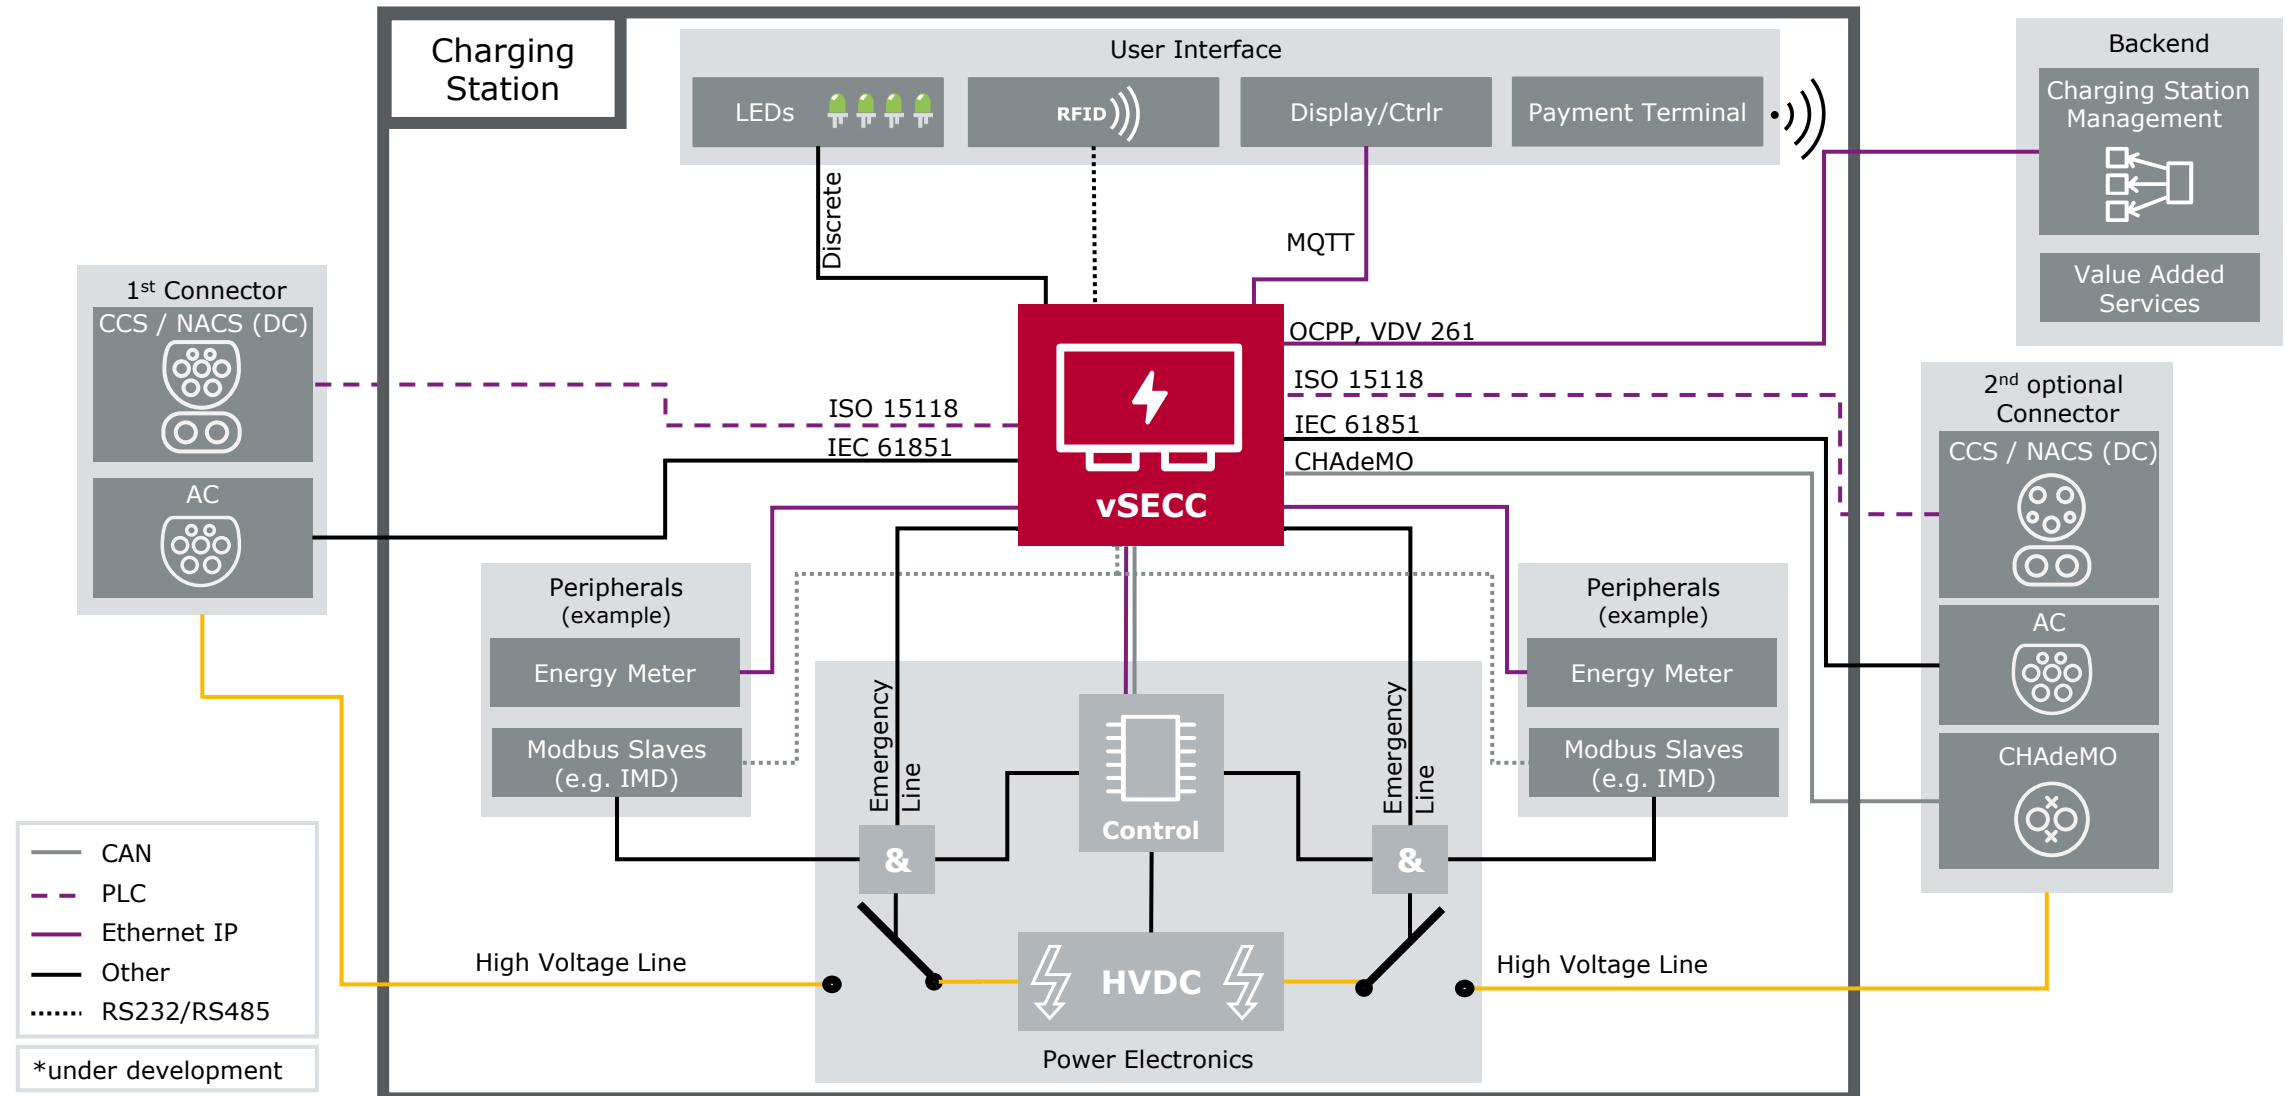 Charging
Station
User Interface
LEDs
RFID
Display/Ctrlr
Payment Terminal
Backend
Charging Station
Management
Value Added
Services
Discrete
MQTT
1st Connector
CCS / NACS (DC)
AC
OCPP, VDV 261
ISO 15118
IEC 61851
CHAdeMO
ISO 15118
IEC 61851
vSECC
2nd optional
Connector
CCS / NACS (DC)
AC
CHAdeMO
Peripherals
(example)
Energy Meter
Modbus Slaves
(e.g. IMD)
Emergency
Line
Control
Emergency
Line
Peripherals
(example)
Energy Meter
Modbus Slaves
(e.g. IMD)
&
&
High Voltage Line
HVDC
High Voltage Line
Power Electronics
CAN
PLC
Ethernet IP
Other
RS232/RS485
*under development